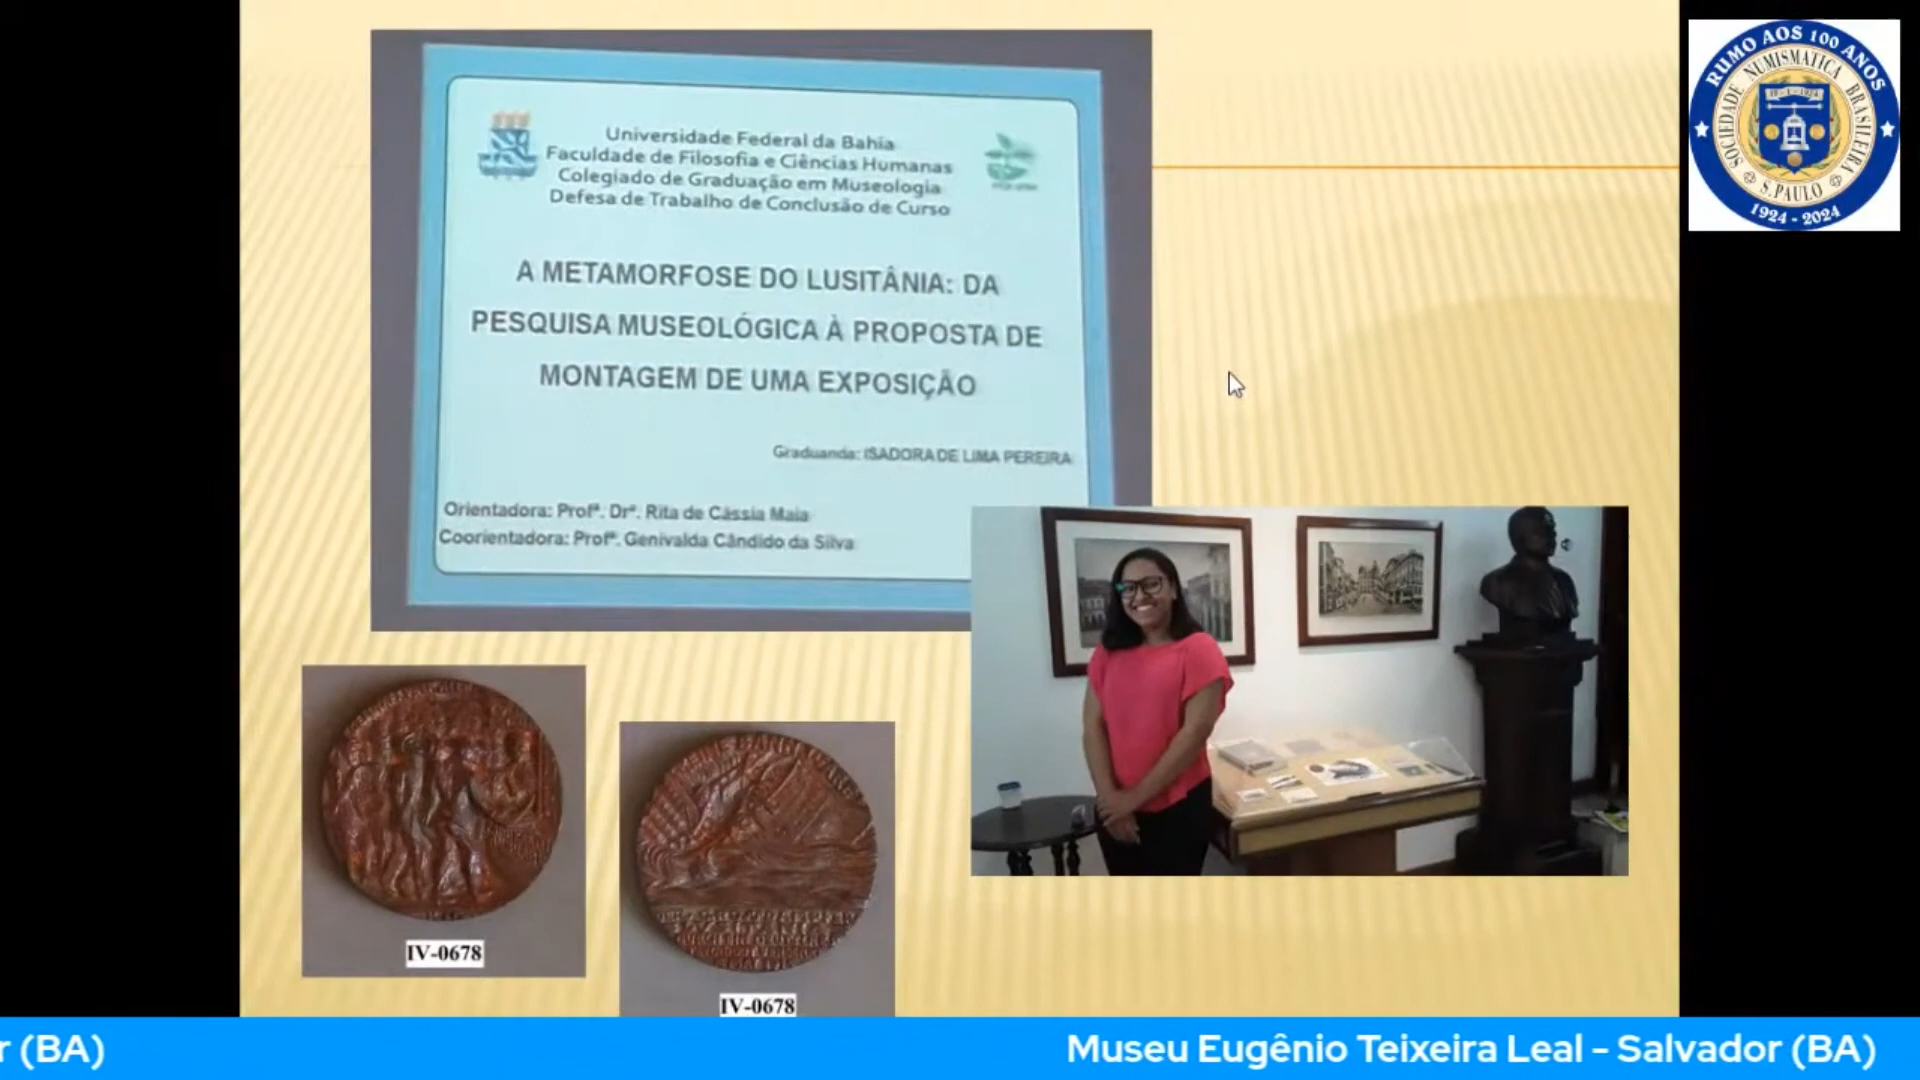 Universidade Federal da Bahia
Faculdade de Filosofia e Ciências Humanas
Colegiado de Graduação em Museologia
Defesa de Trabalho de Conclusão de Curso
A METAMORFOSE DO LUSITÂNIA: DA
PESQUISA MUSEOLÓGICA À PROPOSTA DE
MONTAGEM DE UMA EXPOSIÇÃO
Graduanda: ISADORA DE LIMA PEREIRA
Orientadora: Profª. Drª. Rita de Cássia Maia
Coorientadora: Profª. Genivalda Cândido da Silva
RUMO AOS 100 ANOS
SOCIEDADE NUMISMATICA BRASILEIRA
S. PAULO
1924 - 2024
IV-0678
IV-0678
r (BA)
Museu Eugênio Teixeira Leal - Salvador (BA)